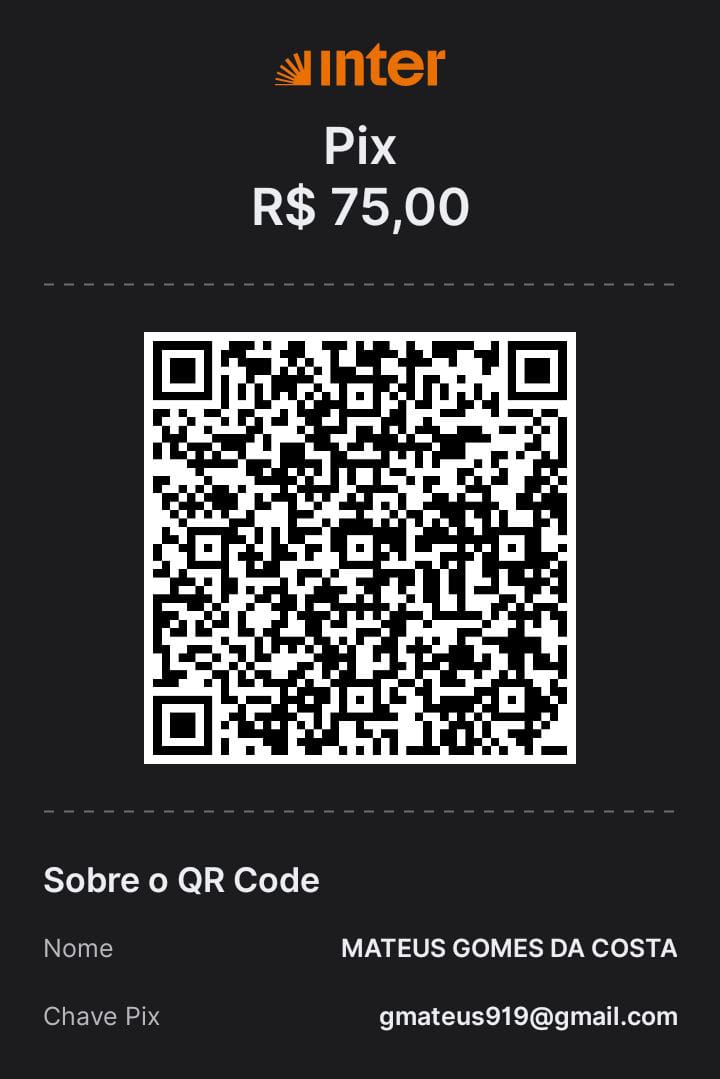 inter
Pix
R$ 75,00
Sobre o QR Code
Nome MATEUS GOMES DA COSTA
Chave Pix gmateus919@gmail.com